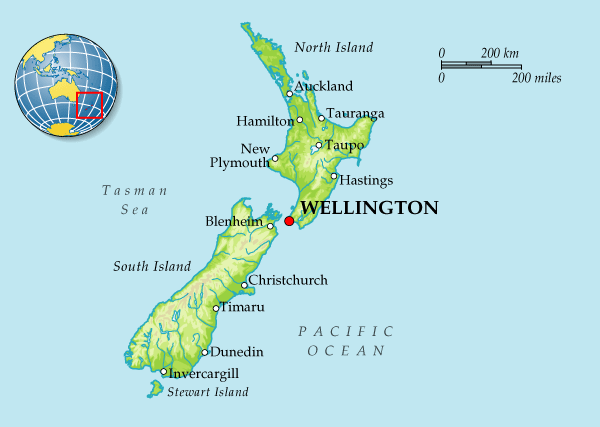 North Island
0 200 km
0 200 miles
Auckland
Tauranga
Hamilton
Taupo
New
Plymouth
Hastings
Tasman
Sea
WELLINGTON
Blenheim
South Island
Christchurch
Timaru
PACIFIC
OCEAN
Dunedin
Invercargill
Stewart Island